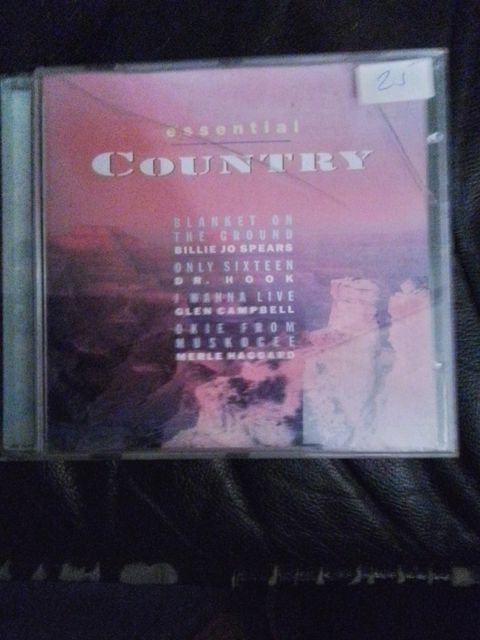 25
essential
COUNTRY
BLANKET ON
THE GROUND
BILLIE JO SPEARS
ONLY SIXTEEN
DR. HOOK
I WANNA LIVE
GLEN CAMPBELL
OKIE FROM
MUSKOGEE
MERLE HAGGARD